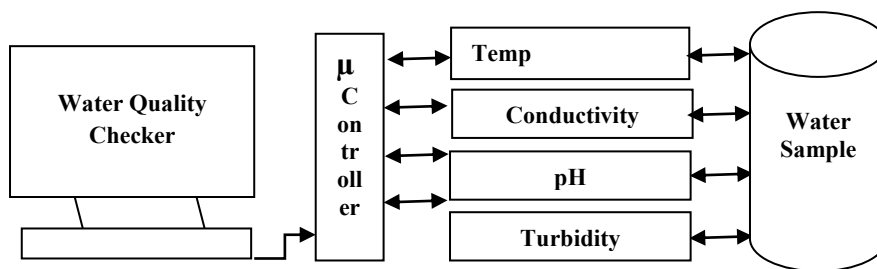 Water Quality
Checker
μ
C
on
tr
oll
er
Temp
Conductivity
pH
Turbidity
Water
Sample